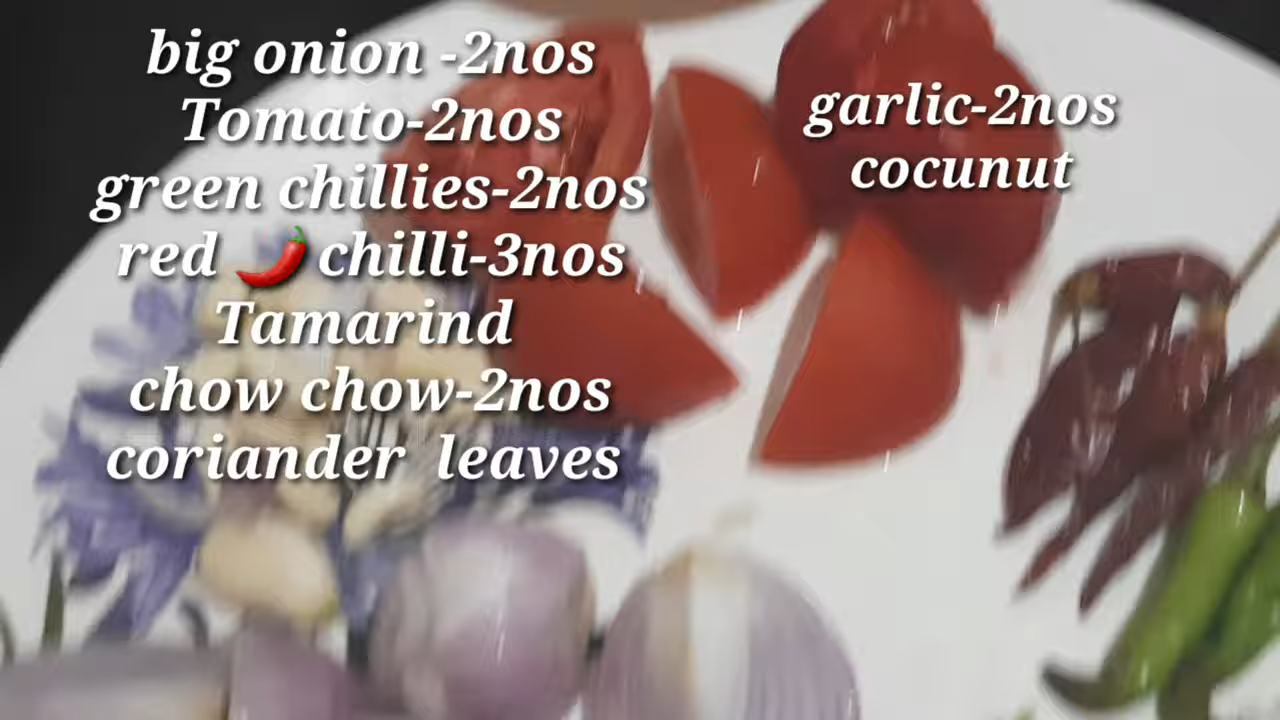 big onion -2nos
Tomato-2nos
green chillies-2nos
red 🌶 chilli-3nos
Tamarind
chow chow-2nos
coriander leaves
garlic-2nos
cocunut